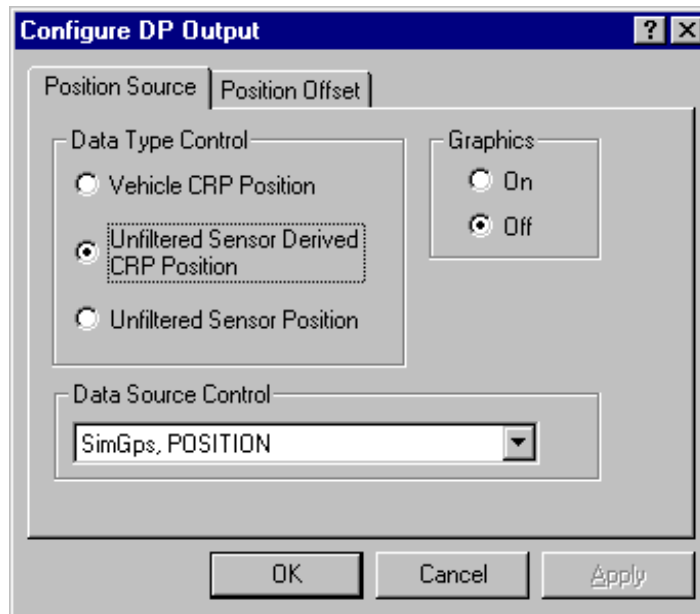 Configure DP Output
Position Source
Position Offset
Data Type Control
Vehicle CRP Position
Unfiltered Sensor Derived
CRP Position
Unfiltered Sensor Position
Graphics
On
Off
Data Source Control
SimGps, POSITION
OK
Cancel
Apply